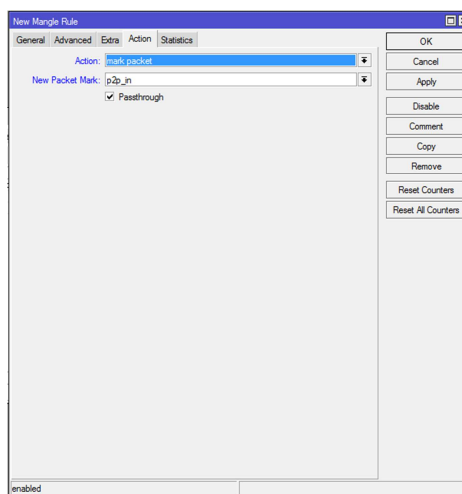 New Mangle Rule
General Advanced Extra Action Statistics
Action: mark packet
New Packet Mark: p2p_in
Passthrough
OK
Cancel
Apply
Disable
Comment
Copy
Remove
Reset Counters
Reset All Counters
enabled